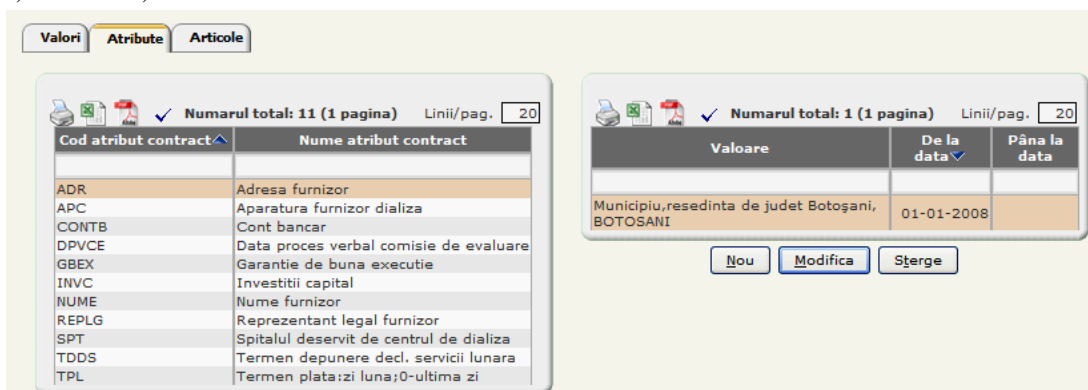 Valori Atribute Articole
Numarul total: 11 (1 pagina) Linii/pag. 20
Cod atribut contract Nume atribut contract
ADR Adresa furnizor
APC Aparatura furnizor dializa
CONTB Cont bancar
DPVCE Data proces verbal comisie de evaluare
GBEX Garantie de buna executie
INVC Investitii capital
NUME Nume furnizor
REPLG Reprezentant legal furnizor
SPT Spitalul deservit de centrul de dializa
TDDS Termen depunere decl. servicii lunara
TPL Termen plata:zi luna;0-ultima zi
Numarul total: 1 (1 pagina) Linii/pag. 20
Valoare De la data Pâna la data
Municipiu,resedinta de judet Botoşani,
BOTOSANI 01-01-2008
Nou Modifica Sterge